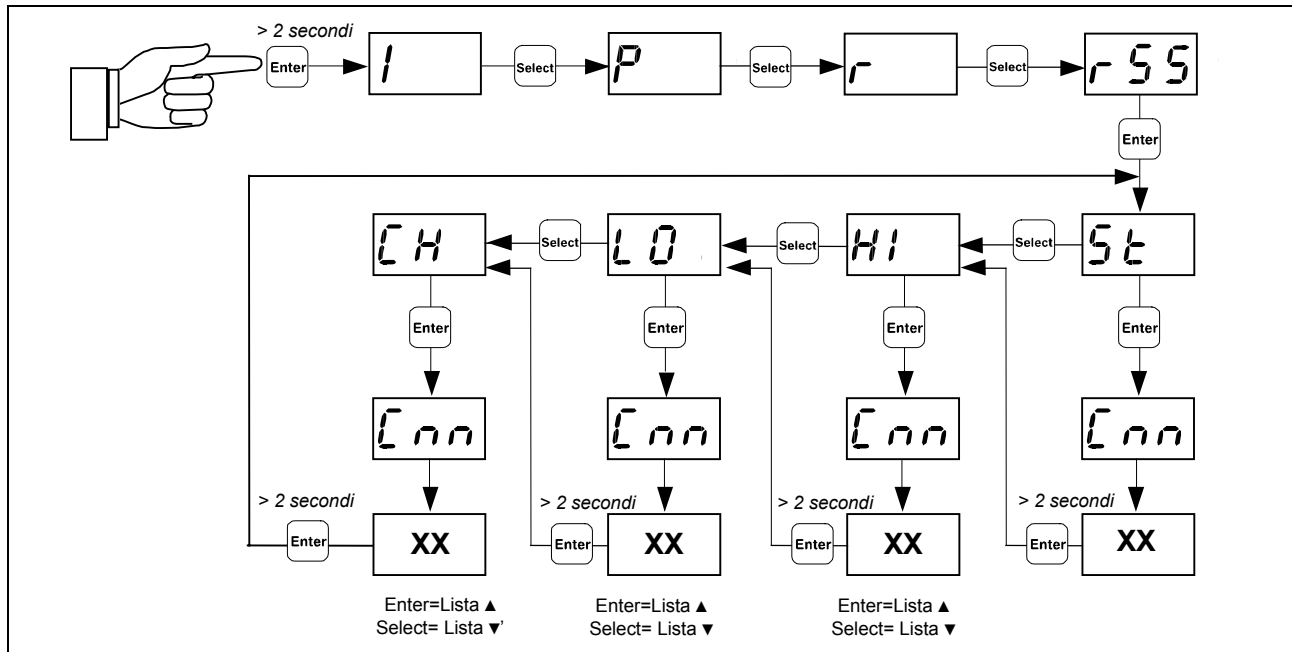 > 2 secondi
Enter I Select P Select r Select rSS
Enter
CH Select LO Select HI Select St
Enter Enter Enter Enter
Cnn Cnn Cnn Cnn
> 2 secondi > 2 secondi > 2 secondi > 2 secondi
Enter XX Enter XX Enter XX Enter XX
Enter=Lista ▲ Enter=Lista ▲ Enter=Lista ▲
Select= Lista ▼' Select= Lista ▼ Select= Lista ▼